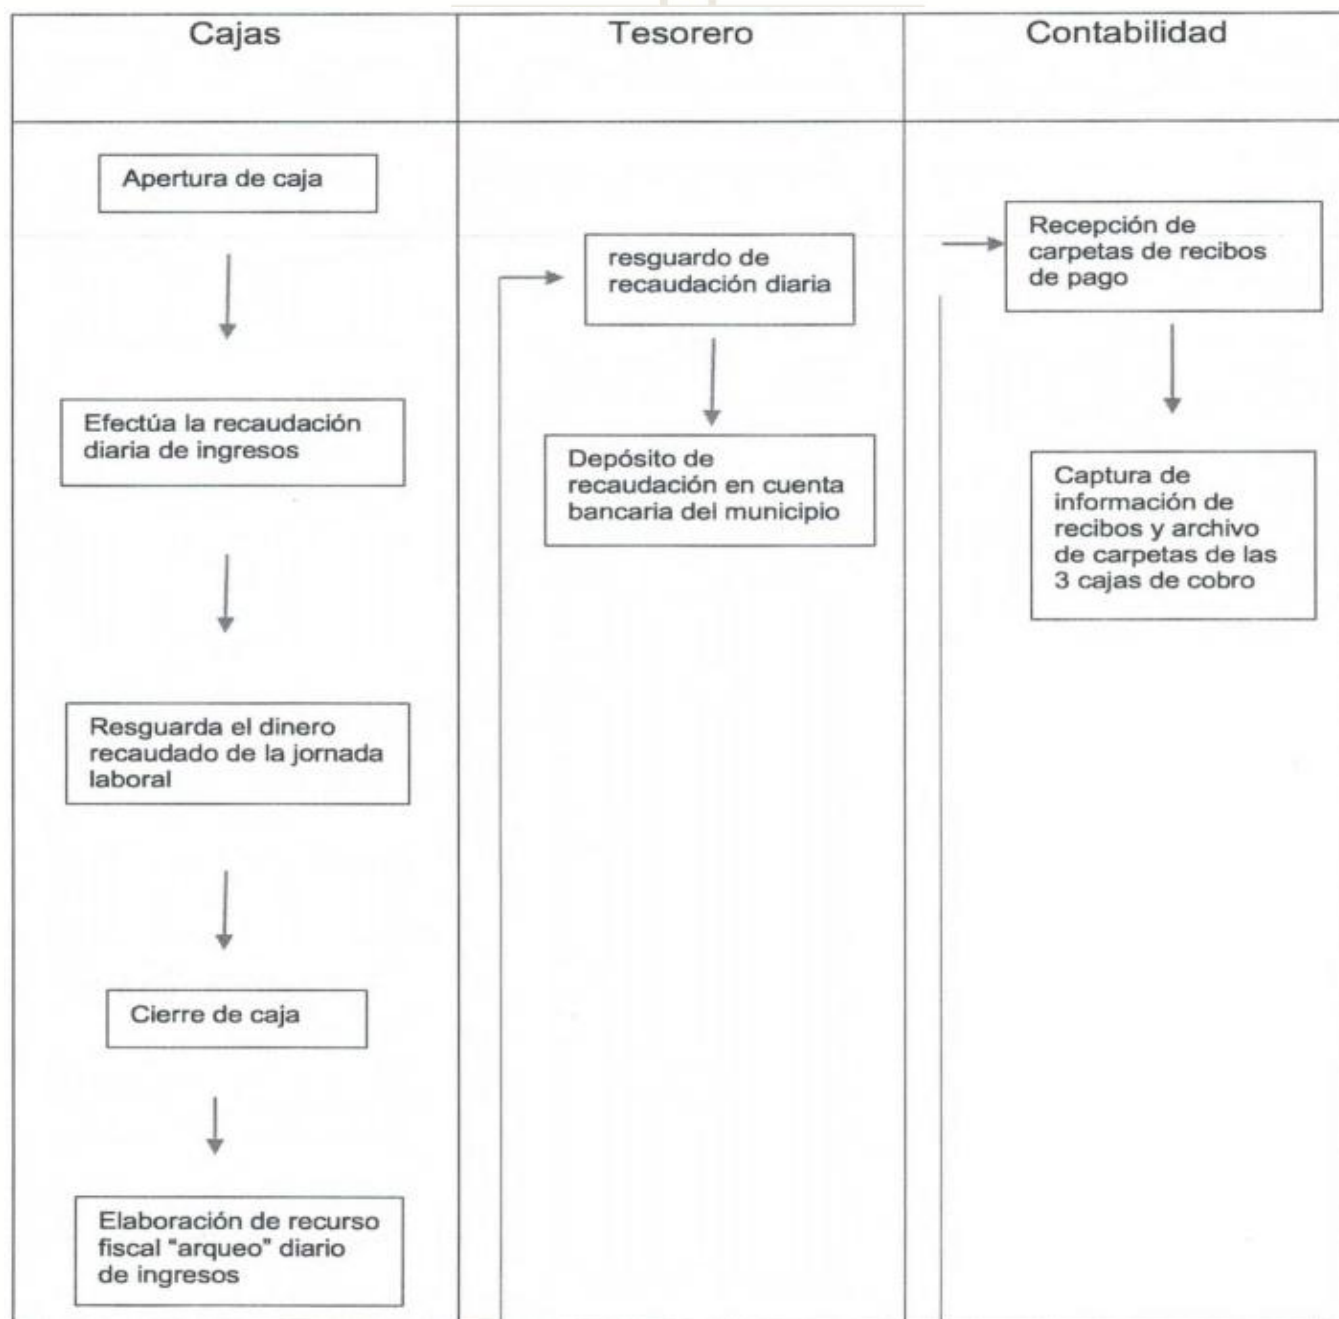 Cajas
Tesorero
Contabilidad
Apertura de caja
Efectúa la recaudación
diaria de ingresos
Resguarda el dinero
recaudado de la jornada
laboral
Cierre de caja
Elaboración de recurso
fiscal “arqueo” diario
de ingresos
resguardo de
recaudación diaria
Depósito de
recaudación en cuenta
bancaria del municipio
Recepción de
carpetas de recibos
de pago
Captura de
información de
recibos y archivo
de carpetas de las
3 cajas de cobro